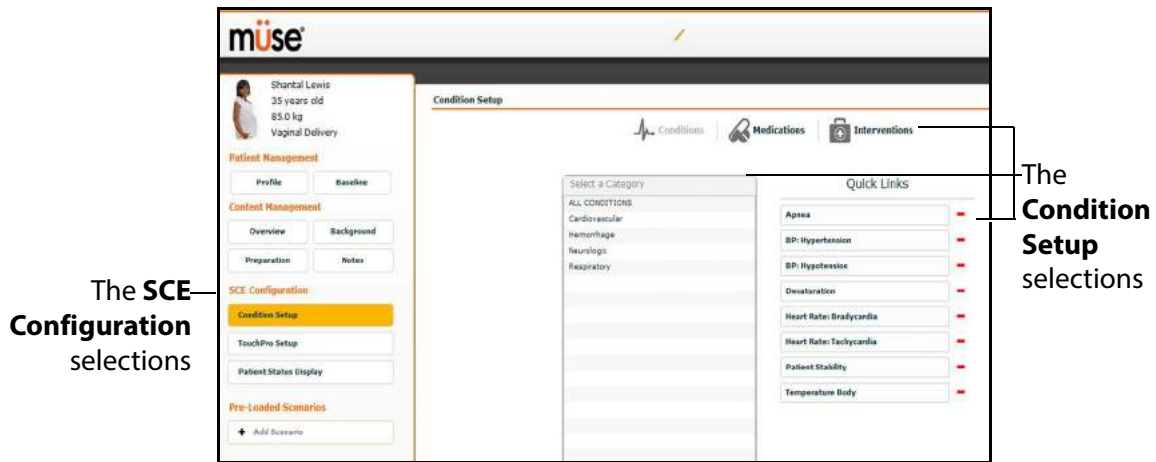 müse
Shantal Lewis
35 years old
85.0 kg
Vaginal Delivery
Patient Management
Profile
Baseline
Content Management
Overview
Background
Preparation
Notes
SCE Configuration
Condition Setup
TouchPro Setup
Patient Status Display
Pre-Loaded Scenarios
+ Add Scenario
Condition Setup
Conditions
Medications
Interventions
Select a Category
ALL CONDITIONS
Cardiovascular
Hemorrhage
Neurologic
Respiratory
Quick Links
Apnea
BP: Hypertension
BP: Hypotension
Desaturation
Heart Rate: Bradycardia
Heart Rate: Tachycardia
Patient Stability
Temperature Body
The SCE
Configuration
selections
The
Condition
Setup
selections